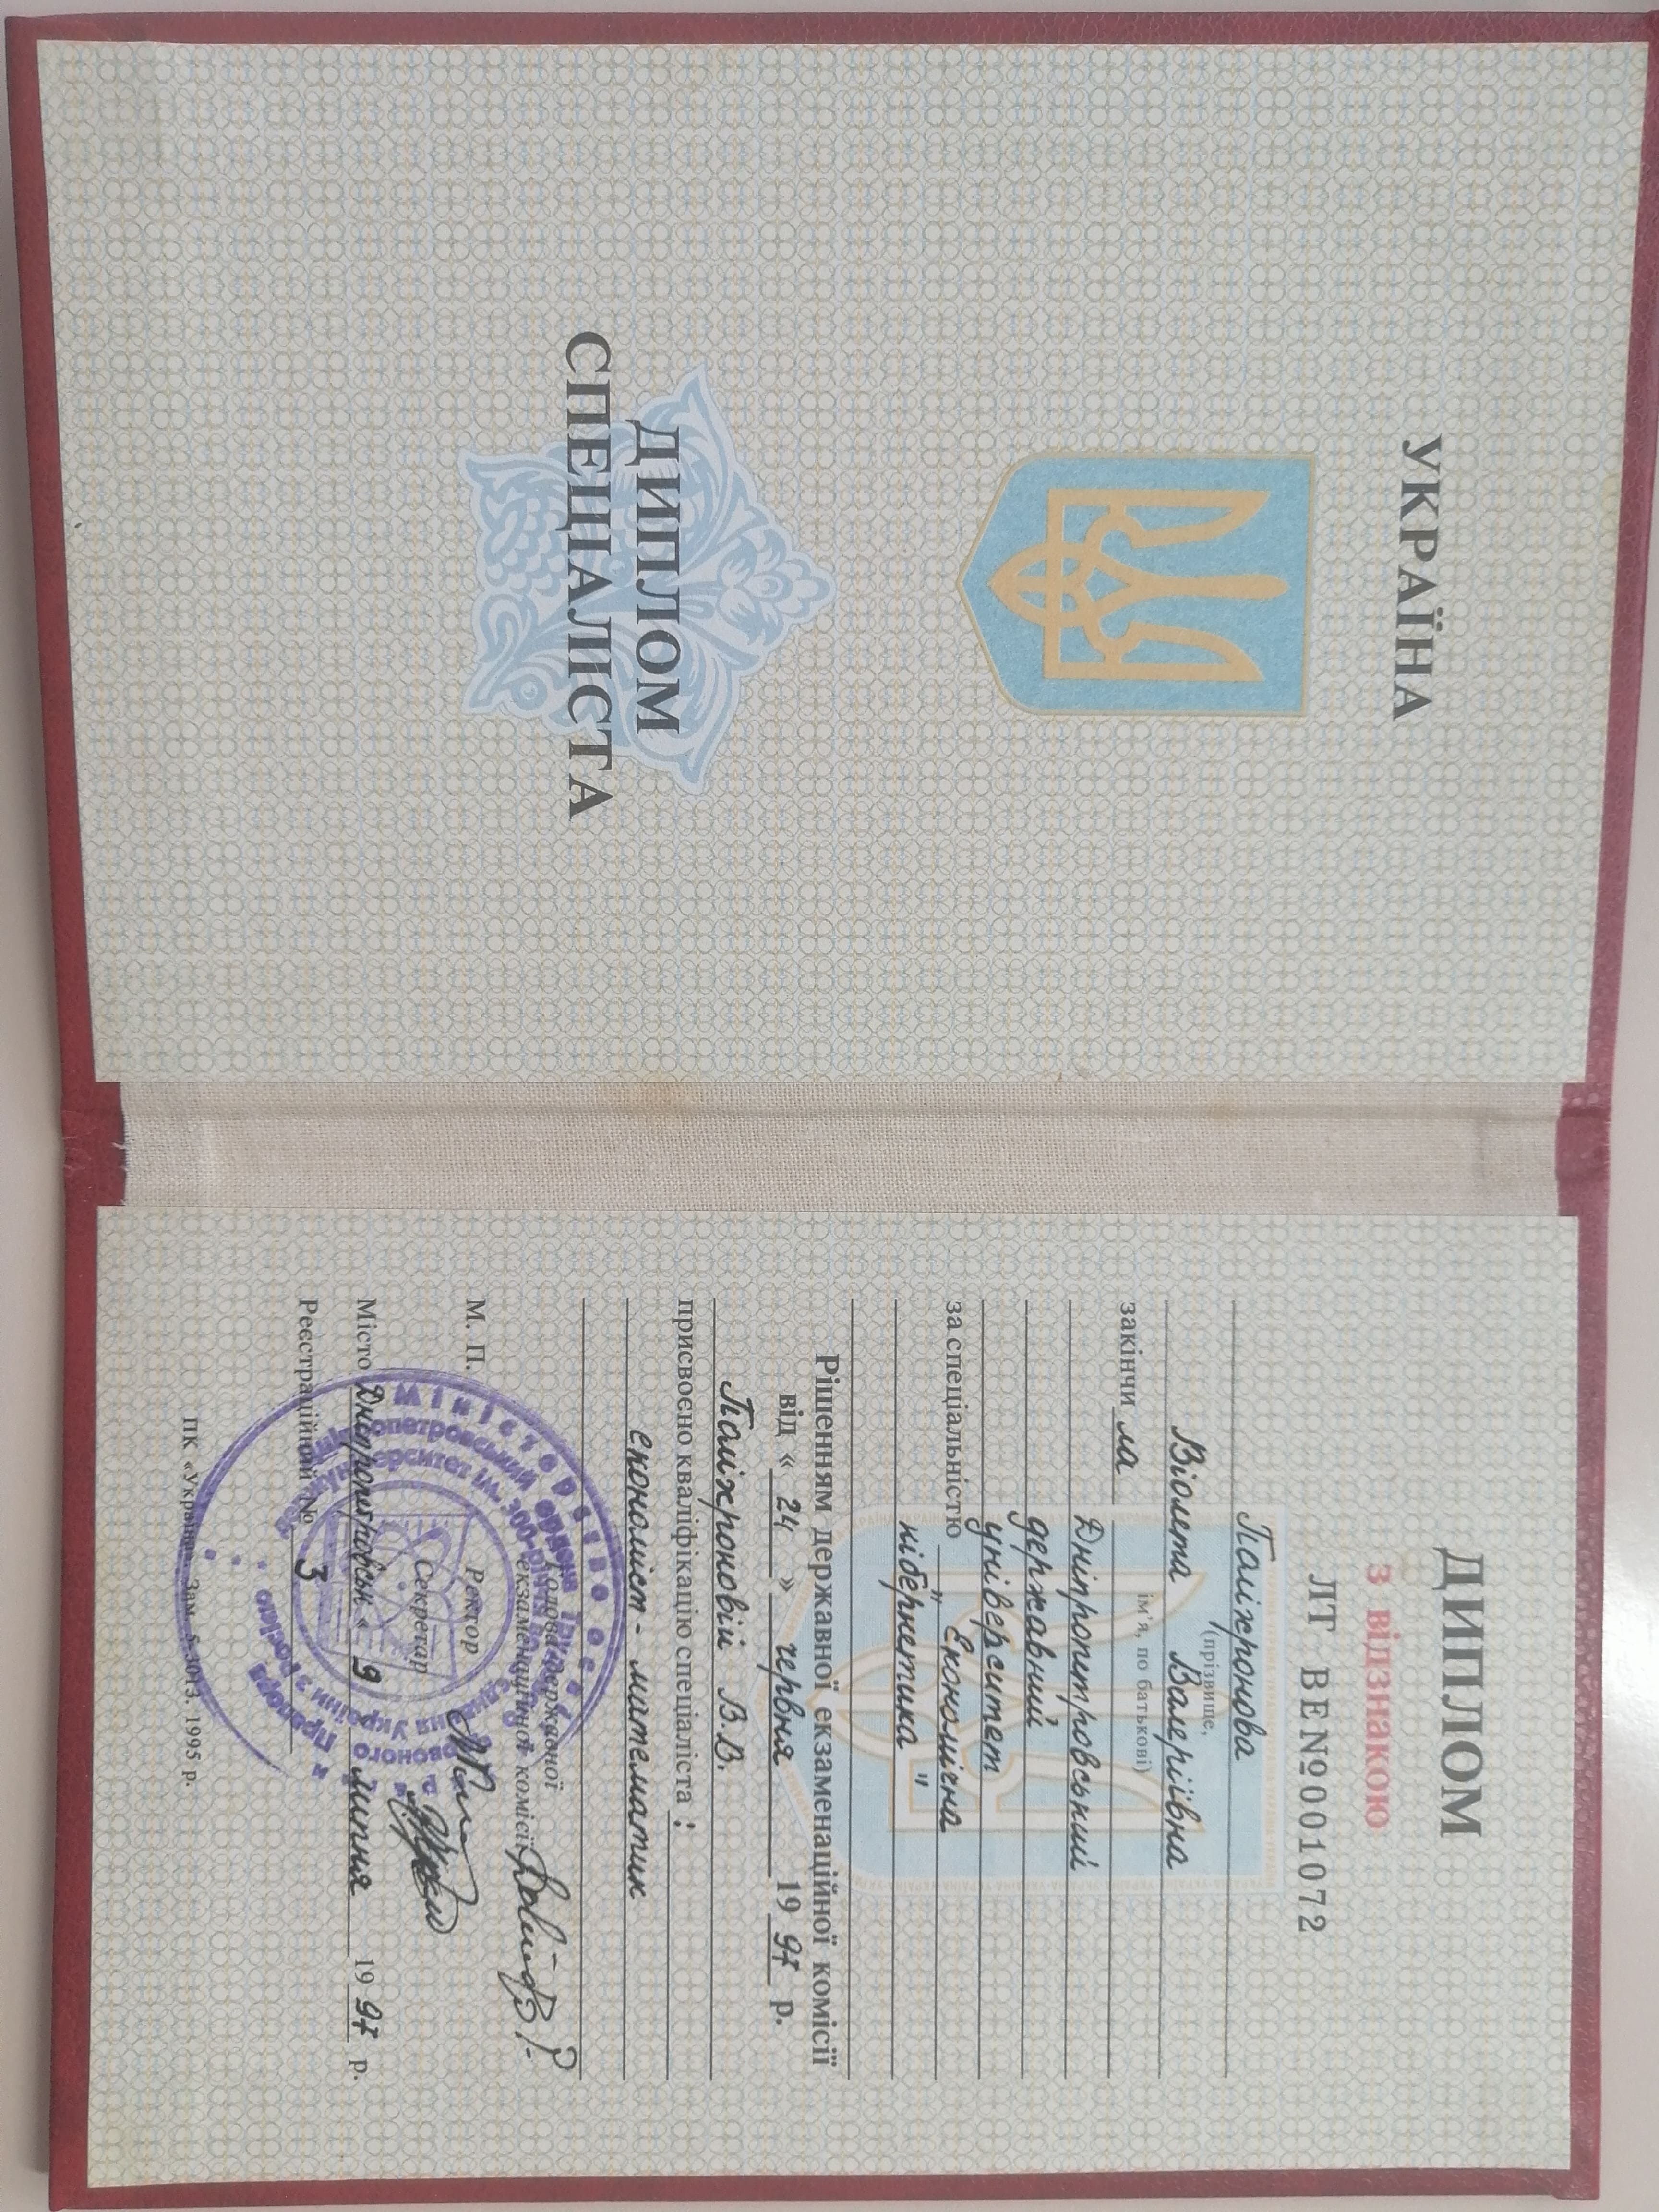 УКРАЇНА
ДИПЛОМ
СПЕЦІАЛІСТА
ДИПЛОМ
з відзнакою
ЛТ ВЕ№001072
Паліхронова
(прізвище,
Віолета Валеріївна
ім'я, по батькові)
закінчи ла
Дніпропетровський
державний
університет
за спеціальністю „ Економічна
кібернетика "
Рішенням державної екзаменаційної комісії
від « 24 » червня 19 97 р.
Паліхроновій В.В.
присвоєно кваліфікацію спеціаліста :
економіст - математик
Голова державної
екзаменаційної комісії
М. П.
Ректор
Секретар
Місто Дніпропетровськ « 9 липня 19 97 р.
Реєстраційний № 3
ПК «Україна». Зам. 5-3013. 1995 р.